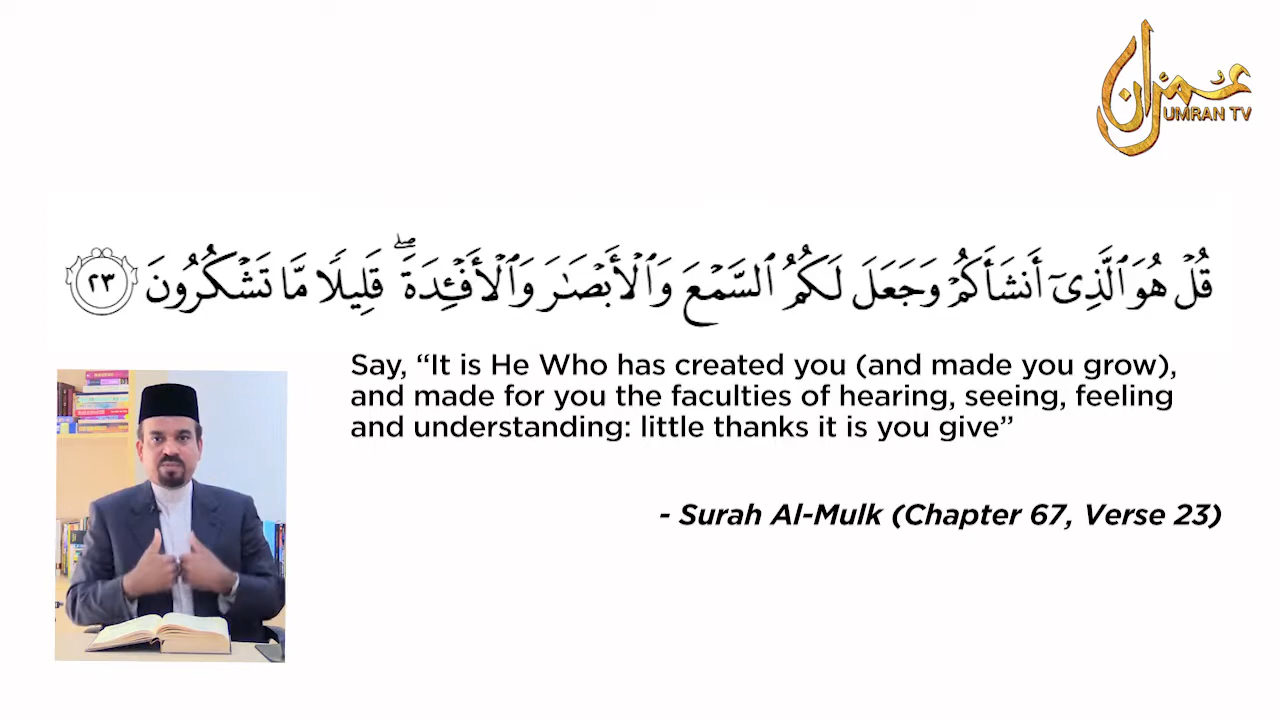 عمران
UMRAN TV
قُلْ هُوَ ٱلَّذِىٓ أَنشَأَكُمْ وَجَعَلَ لَكُمُ ٱلسَّمْعَ وَٱلْأَبْصَـٰرَ وَٱلْأَفْـِٔدَةَ ۖ قَلِيلًا مَّا تَشْكُرُونَ ٢٣
Say, “It is He Who has created you (and made you grow),
and made for you the faculties of hearing, seeing, feeling
and understanding: little thanks it is you give”
- Surah Al-Mulk (Chapter 67, Verse 23)